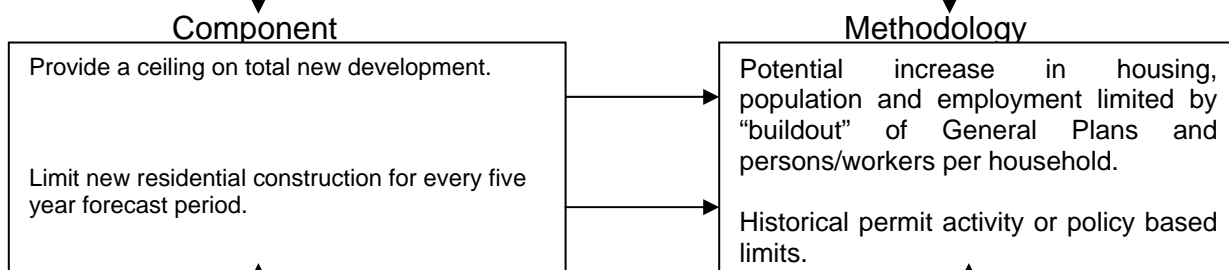 Component
Provide a ceiling on total new development.
Limit new residential construction for every five
year forecast period.
Methodology
Potential increase in housing,
population and employment limited by
“buildout” of General Plans and
persons/workers per household.
Historical permit activity or policy based
limits.